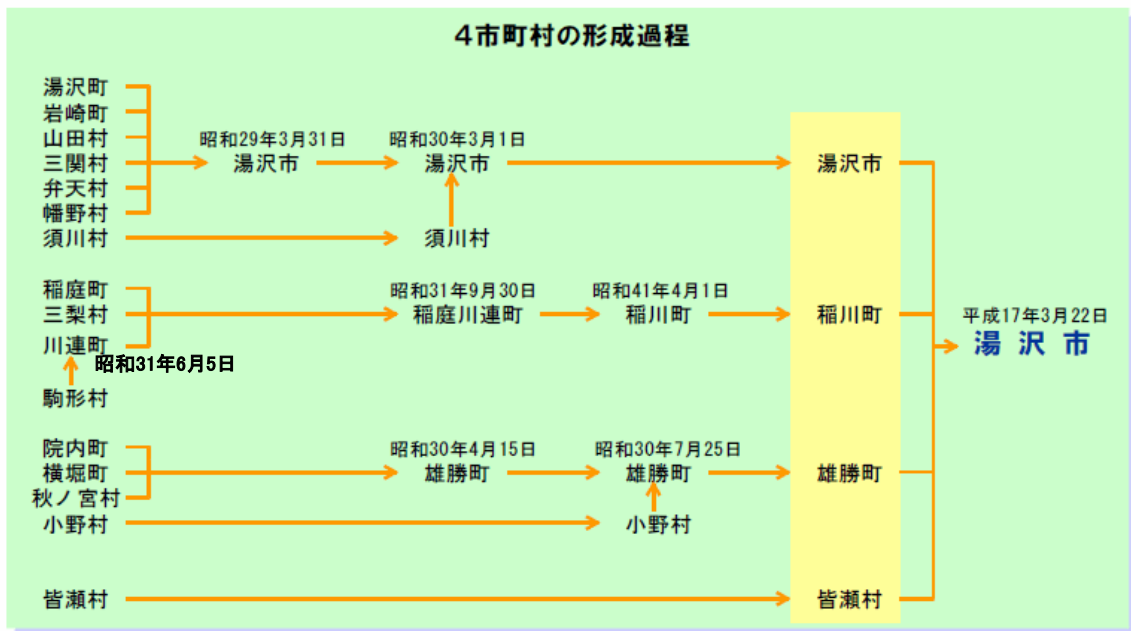 4市町村の形成過程
湯沢町
岩崎町
山田村
三関村
弁天村
幡野村
須川村
昭和29年3月31日
湯沢市
昭和30年3月1日
湯沢市
須川村
湯沢市
稲庭町
三梨村
川連町
昭和31年6月5日
駒形村
昭和31年9月30日
稲庭川連町
昭和41年4月1日
稲川町
稲川町
院内町
横堀町
秋ノ宮村
小野村
昭和30年4月15日
雄勝町
昭和30年7月25日
雄勝町
小野村
雄勝町
皆瀬村
皆瀬村
平成17年3月22日
湯沢市